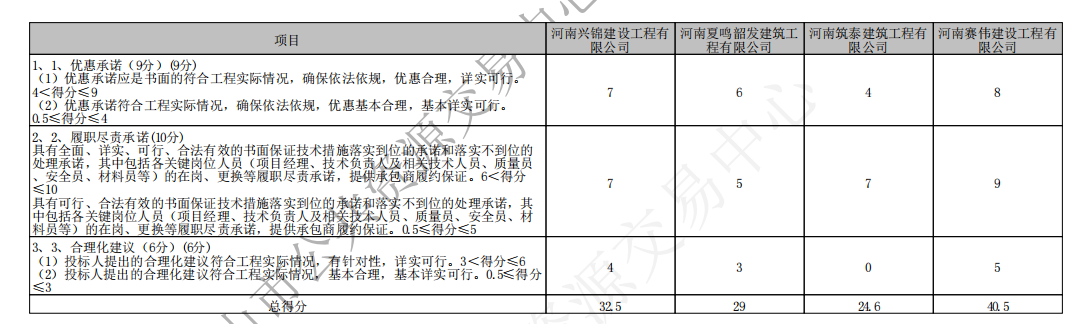 项目
河南兴锦建设工程有
限公司
河南夏鸣韶发建筑工
程有限公司
河南筑泰建筑工程有
限公司
河南赛伟建设工程有
限公司
1、1、优惠承诺（9分）(9分)
（1）优惠承诺应是书面的符合工程实际情况，确保依法依规，优惠合理，详实可行。
4＜得分≤9
（2）优惠承诺符合工程实际情况，确保依法依规，优惠基本合理，基本详实可行。
0.5≤得分≤4
7
6
4
8
2、2、履职尽责承诺(10分)
具有全面、详实、可行、合法有效的书面保证技术措施落实到位的承诺和落实不到位的
处理承诺，其中包括各关键岗位人员（项目经理、技术负责人及相关技术人员、质量员
、安全员、材料员等）的在岗、更换等履职尽责承诺，提供承包商履约保证。6＜得分
≤10
具有可行、合法有效的书面保证技术措施落实到位的承诺和落实不到位的处理承诺，其
中包括各关键岗位人员（项目经理、技术负责人及相关技术人员、质量员、安全员、材
料员等）的在岗、更换等履职尽责承诺，提供承包商履约保证。0.5≤得分≤5
7
5
7
9
3、3、合理化建议（6分）(6分)
（1）投标人提出的合理化建议符合工程实际情况，有针对性，详实可行。3＜得分≤6
（2）投标人提出的合理化建议符合工程实际情况，基本合理，基本详实可行。0.5≤得分
≤3
4
3
0
5
总得分
32.5
29
24.6
40.5
山市公共资源交易中心
资源交易中心